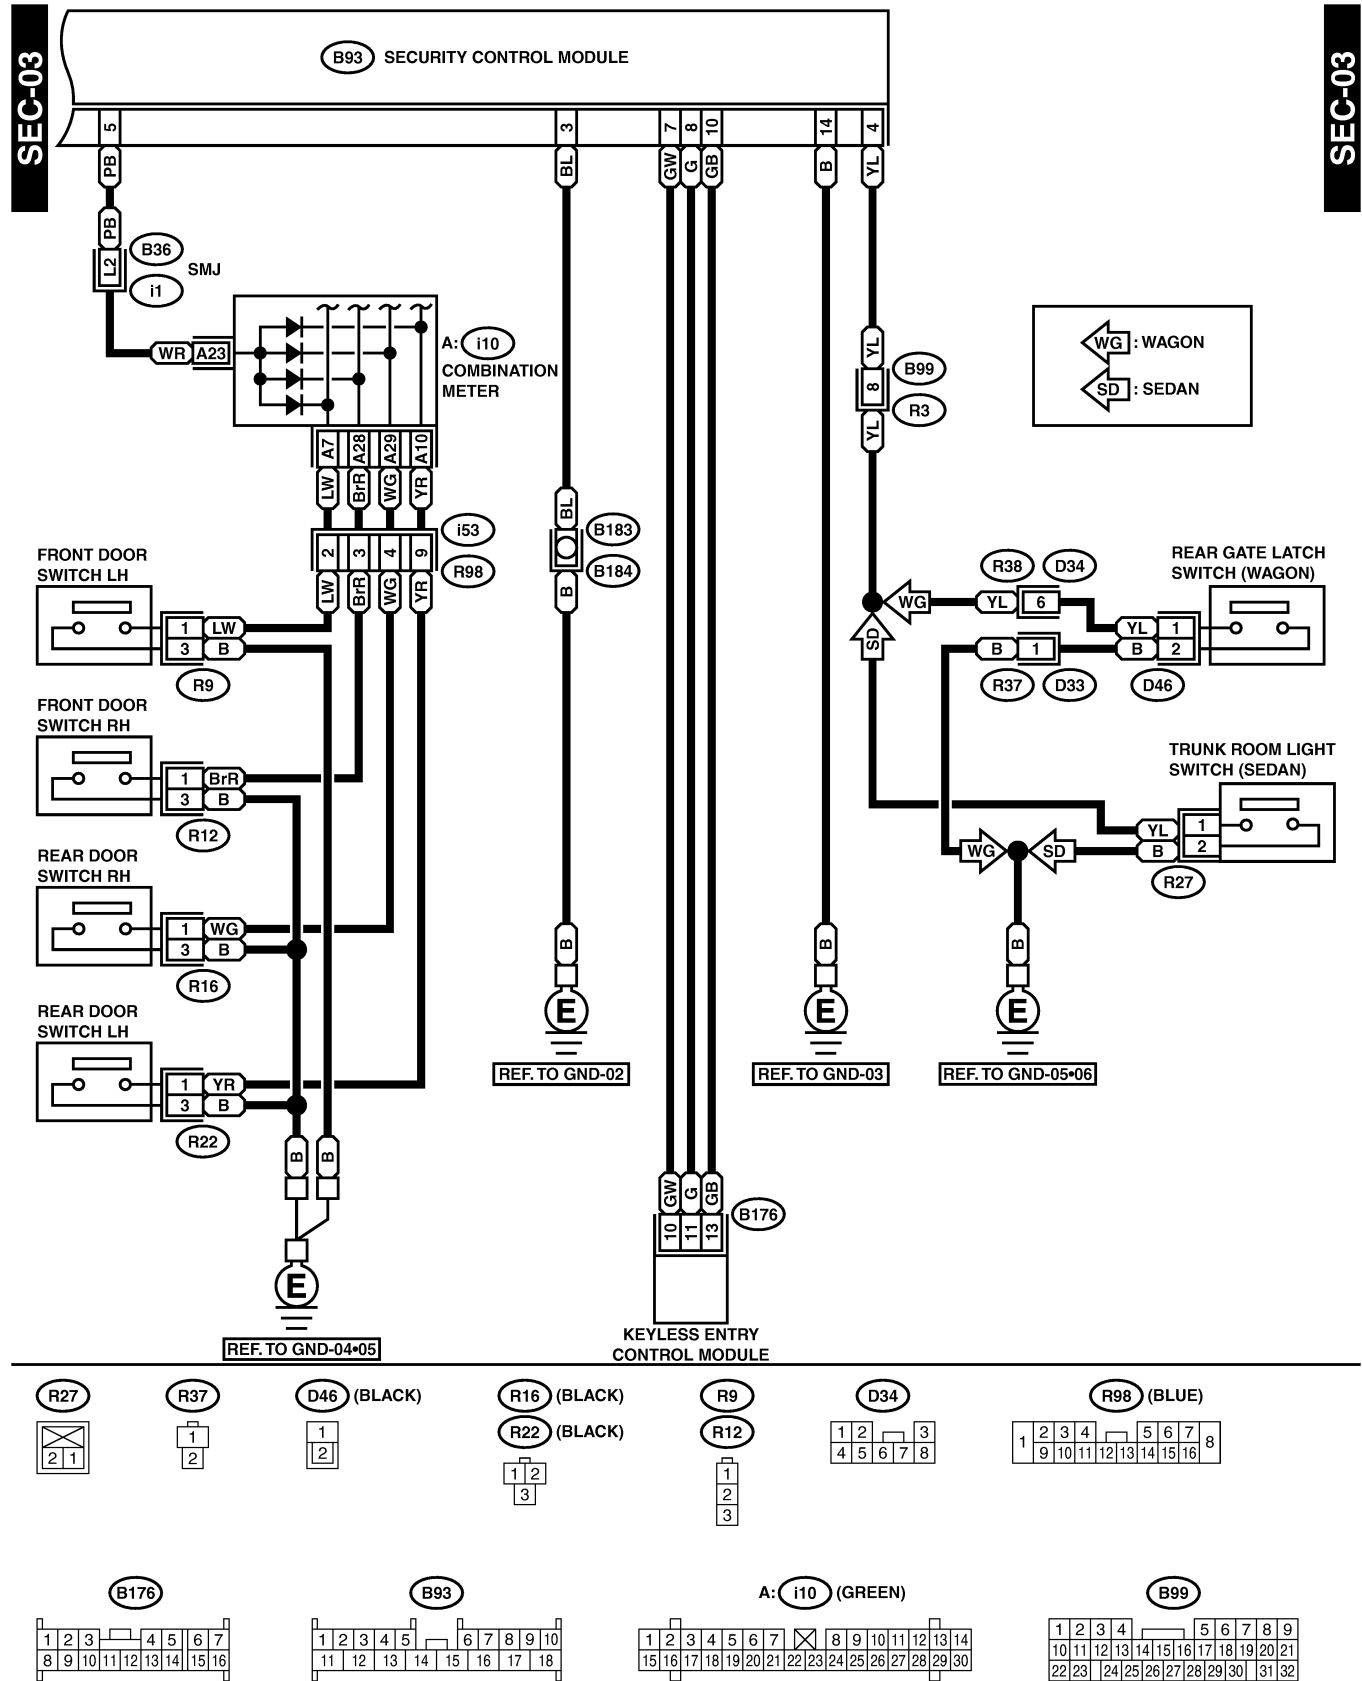 SEC-03
SEC-03
B93 SECURITY CONTROL MODULE
5 3 7 8 10 14 4
PB BL GW G GB B YL
PB
L2
B36
i1
SMJ
WR A23
A: i10
COMBINATION
METER
A7 A28 A29 A10
LW BrR WG YR
2 3 4 9
i53
R98
LW BrR WG YR
BL
B183
B184
B
YL
8
B99
R3
YL
WG : WAGON
SD : SEDAN
FRONT DOOR
SWITCH LH
1 LW
3 B
R9
FRONT DOOR
SWITCH RH
1 BrR
3 B
R12
REAR DOOR
SWITCH RH
1 WG
3 B
R16
REAR DOOR
SWITCH LH
1 YR
3 B
R22
B B
E
REF. TO GND-04•05
B
E
REF. TO GND-02
GW G GB
10 11 13
B176
KEYLESS ENTRY
CONTROL MODULE
B
E
REF. TO GND-03
WG
SD
R38 D34
YL 6
REAR GATE LATCH
SWITCH (WAGON)
YL 1
B 2
B 1
R37 D33 D46
TRUNK ROOM LIGHT
SWITCH (SEDAN)
YL 1
B 2
R27
WG SD
B
E
REF. TO GND-05•06
R27 R37 D46 (BLACK) R16 (BLACK) R9 D34 R98 (BLUE)
R22 (BLACK) R12
2 1
1
2
1
2
1 2
3
1
2
3
1 2 3
4 5 6 7 8
1 2 3 4 5 6 7 8
9 10 11 12 13 14 15 16
B176 B93 A: i10 (GREEN) B99
1 2 3 4 5 6 7
8 9 10 11 12 13 14 15 16
1 2 3 4 5 6 7 8 9 10
11 12 13 14 15 16 17 18
1 2 3 4 5 6 7 8 9 10 11 12 13 14
15 16 17 18 19 20 21 22 23 24 25 26 27 28 29 30
1 2 3 4 5 6 7 8 9
10 11 12 13 14 15 16 17 18 19 20 21
22 23 24 25 26 27 28 29 30 31 32